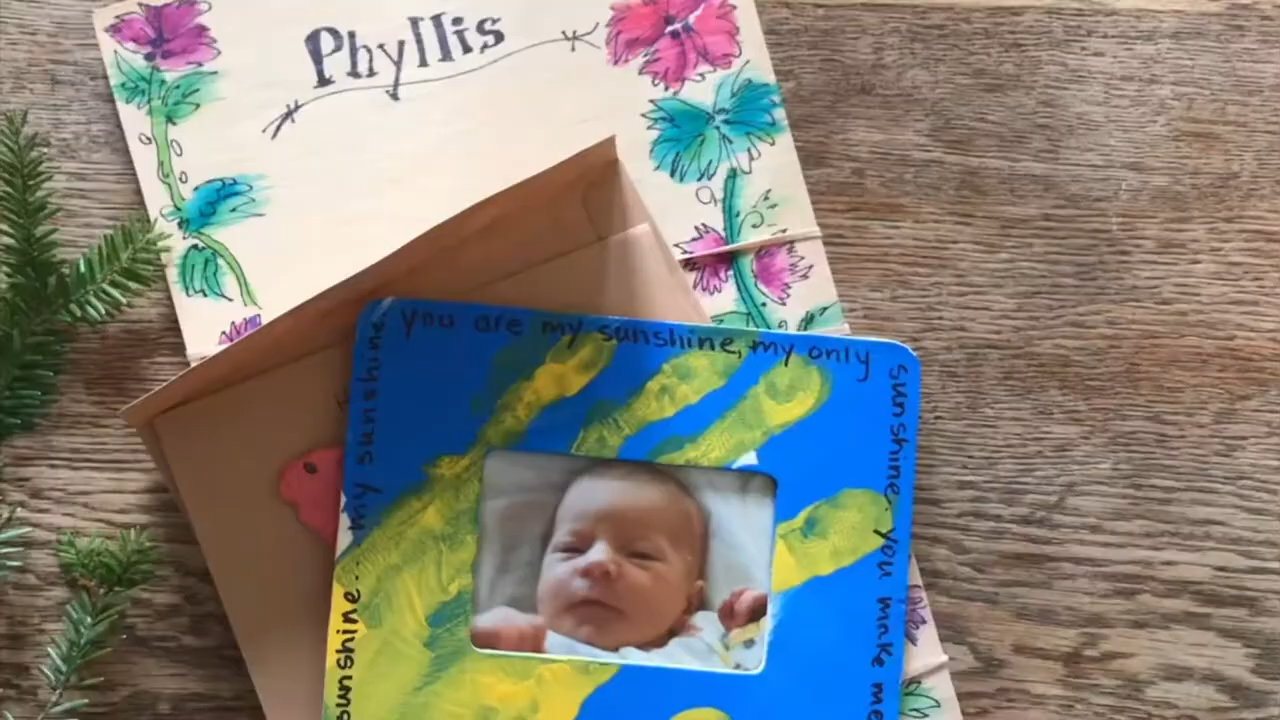 Phyllis
you are my sunshine, my only
sunshine. you make me
sunshine... my sunshine